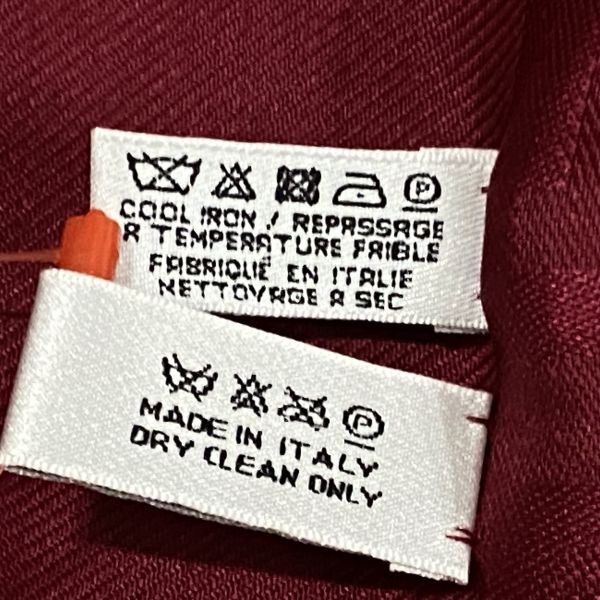 P
COOL IRON / REPASSAGE
A TEMPERATURE FAIBLE
FABRIQUÉ EN ITALIE
NETTOYAGE A SEC
P
MADE IN ITALY
DRY CLEAN ONLY